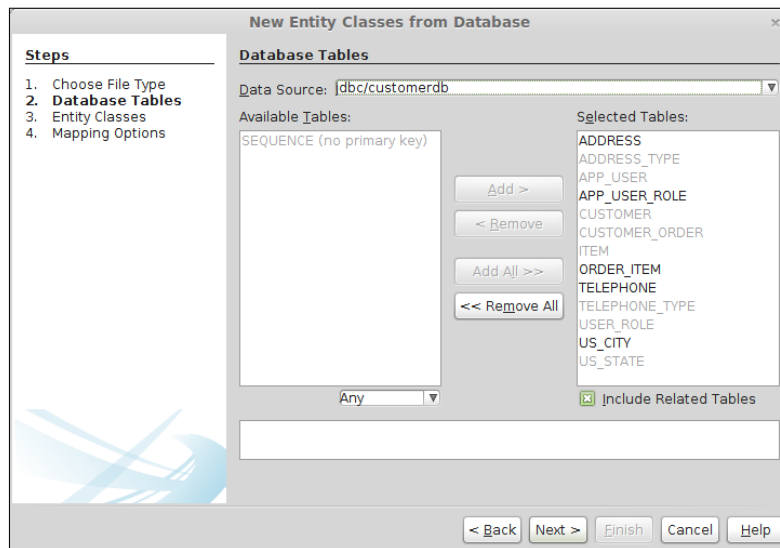 New Entity Classes from Database
Steps
1. Choose File Type
2. Database Tables
3. Entity Classes
4. Mapping Options
Database Tables
Data Source: jdbc/customerdb
Available Tables:
SEQUENCE (no primary key)
Any
Add >
< Remove
Add All >>
<< Remove All
Selected Tables:
ADDRESS
ADDRESS_TYPE
APP_USER
APP_USER_ROLE
CUSTOMER
CUSTOMER_ORDER
ITEM
ORDER_ITEM
TELEPHONE
TELEPHONE_TYPE
USER_ROLE
US_CITY
US_STATE
Include Related Tables
< Back Next > Finish Cancel Help